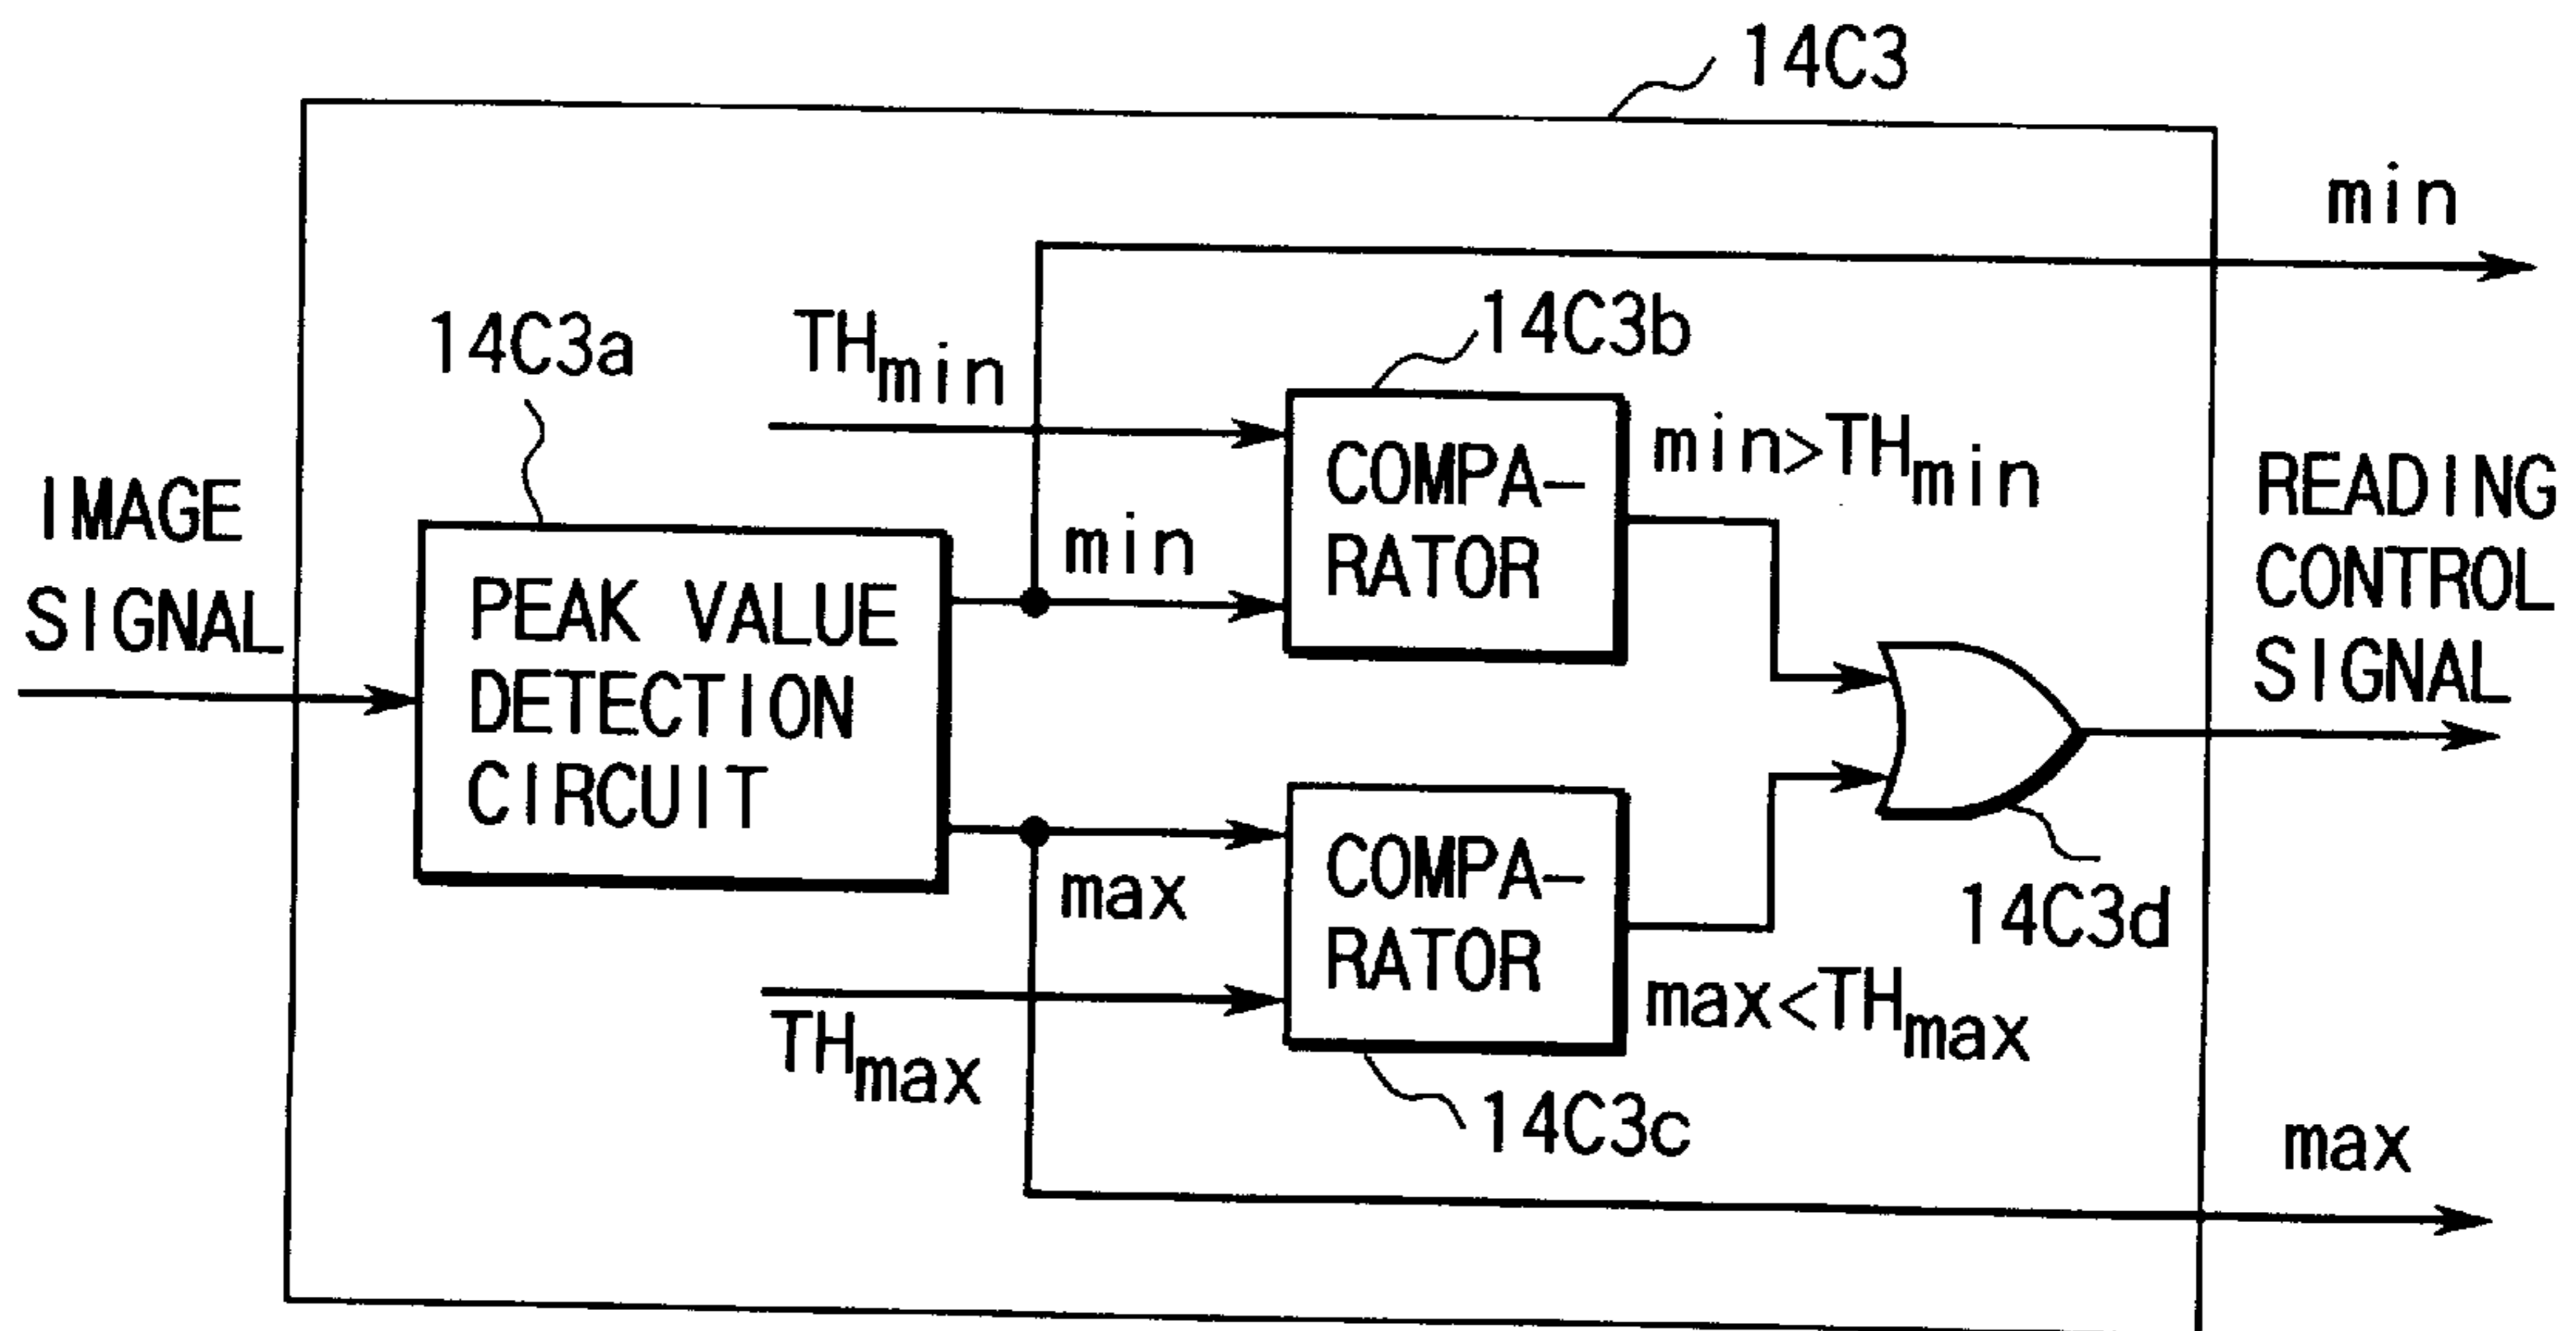 14C3
min
14C3a
THmin
14C3b
IMAGE
SIGNAL
COMPA-
RATOR
min>THmin
READING
CONTROL
SIGNAL
min
PEAK VALUE
DETECTION
CIRCUIT
max
COMPA-
RATOR
14C3d
max<THmax
THmax
14C3c
max